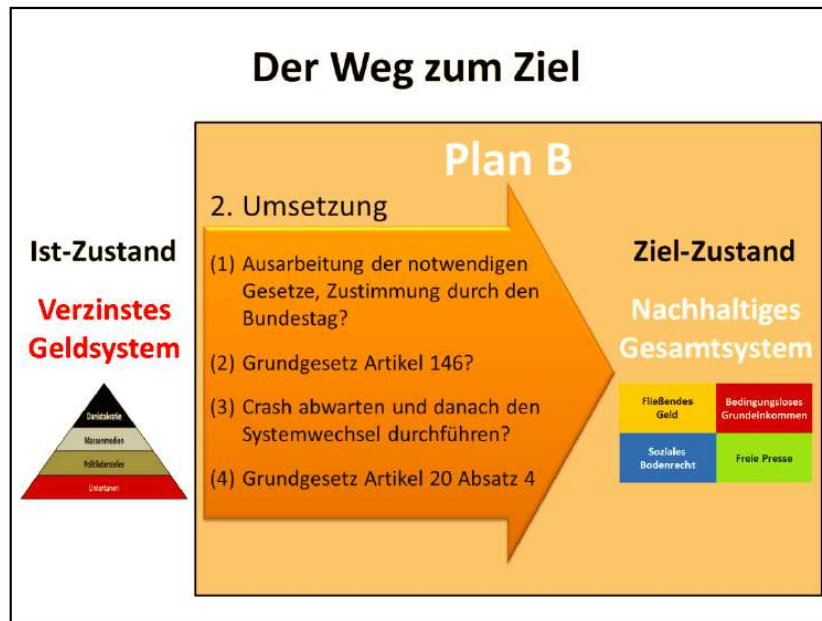 Der Weg zum Ziel
Plan B
2. Umsetzung
Ist-Zustand
Verzinstes
Geldsystem
Danistakratie
Massenmedien
Politikdarsteller
Untertanen
(1) Ausarbeitung der notwendigen
Gesetze, Zustimmung durch den
Bundestag?
(2) Grundgesetz Artikel 146?
(3) Crash abwarten und danach den
Systemwechsel durchführen?
(4) Grundgesetz Artikel 20 Absatz 4
Ziel-Zustand
Nachhaltiges
Gesamtsystem
Fließendes
Geld
Bedingungsloses
Grundeinkommen
Soziales
Bodenrecht
Freie Presse